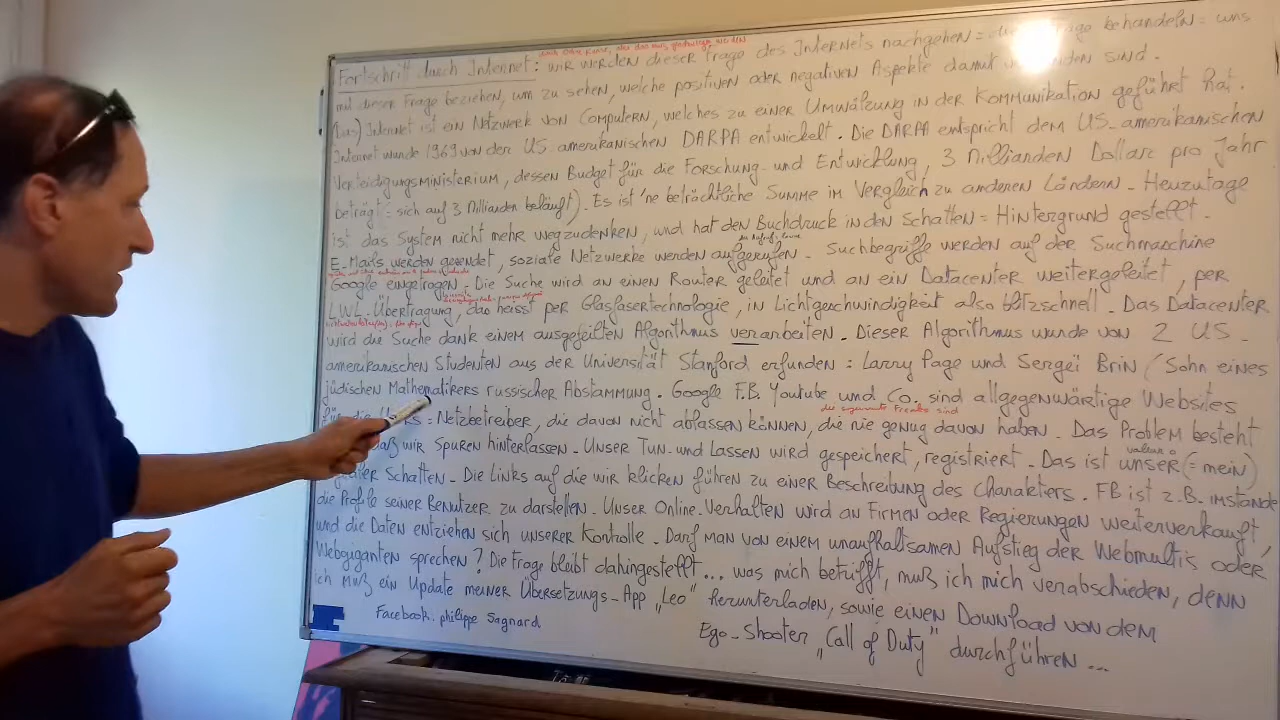 Fortschritt durch Internet: wir werden dieser Frage des Internets nachgehen = Frage behandeln = uns
mit dieser Frage beziehen, um zu sehen, welche positiven oder negativen Aspekte damit sind.
(Das) Internet ist ein Netzwerk von Computern, welches zu einer Umwälzung in der Kommunikation geführt hat.
Internet wurde 1969 von der US-amerikanischen DARPA entwickelt. Die DARPA entspricht dem US-amerikanischen
Verteidigungsministerium, dessen Budget für die Forschung- und Entwicklung, 3 Milliarden Dollars pro Jahr
beträgt = sich auf 3 Milliarden beläuft). Es ist 'ne beträchtliche Summe im Vergleich zu anderen Ländern - Heuzutage
ist das System nicht mehr wegzudenken, und hat den Buchdruck in den Schatten = Hintergrund gestellt.
E-Mails werden gesendet, soziale Netzwerke werden aufgerufen. Suchbegriffe werden auf der Suchmaschine
Google eingetragen - Die Suche wird an einen Router geleitet und an ein Datacenter weitergeleitet, per
LWL-Übertragung, das heisst per Glasfasertechnologie, in Lichtgeschwindigkeit also blitzschnell. Das Datacenter
wird die Suche dank einem ausgefeilten Algorithmus verarbeiten. Dieser Algorithmus wurde von 2 US-
amerikanischen Studenten aus der Universität Stanford erfunden: Larry Page und Sergeï Brin (Sohn eines
jüdischen Mathematikers russischer Abstammung. Google F.B. Youtube und Co. sind allgegenwärtige Websites
für die = Netzbetreiber, die davon nicht ablassen können, die nie genug davon haben. Das Problem besteht
daß wir Spuren hinterlassen - Unser Tun- und Lassen wird gespeichert, registriert. Das ist unser (= mein)
Schatten - Die Links auf die wir klicken führen zu einer Beschreibung des Charakters. FB ist z.B. imstande
die Profile seiner Benutzer zu darstellen. Unser Online-Verhalten wird an Firmen oder Regierungen weiterverkauft,
und die Daten entziehen sich unserer Kontrolle - Darf man von einem unaufhaltsamen Aufstieg der Webmultis oder
Webgiganten sprechen? Die Frage bleibt dahingestellt... was mich betrifft, muß ich mich verabschieden, denn
ich muß ein Update meiner Übersetzungs-App „Leo" herunterladen, sowie einen Download von dem
Facebook: philippe Sagnard
Ego-Shooter „Call of Duty" durchführen ...